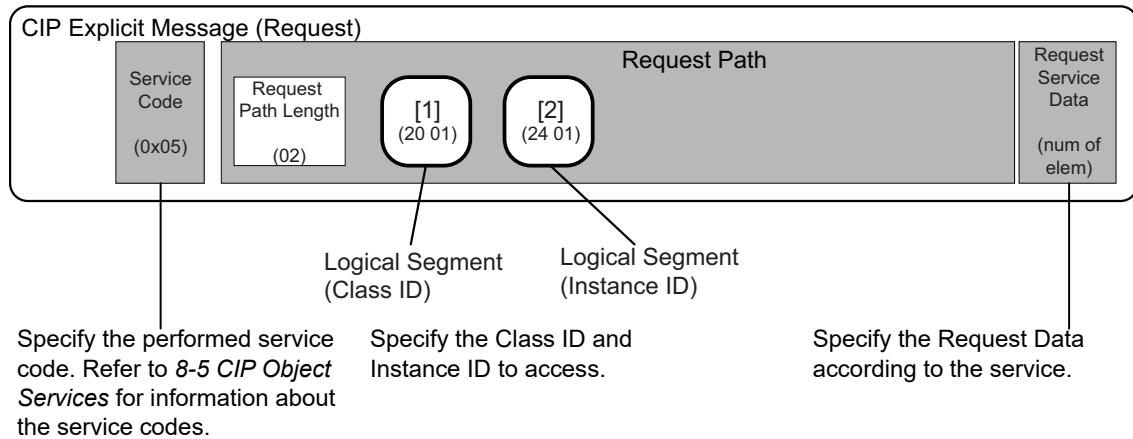 CIP Explicit Message (Request)
Service
Code
(0x05)
Request Path
Request
Path Length
(02)
[1]
(20 01)
[2]
(24 01)
Request
Service
Data
(num of
elem)
Logical Segment
(Class ID)
Logical Segment
(Instance ID)
Specify the performed service
code. Refer to 8-5 CIP Object
Services for information about
the service codes.
Specify the Class ID and
Instance ID to access.
Specify the Request Data
according to the service.